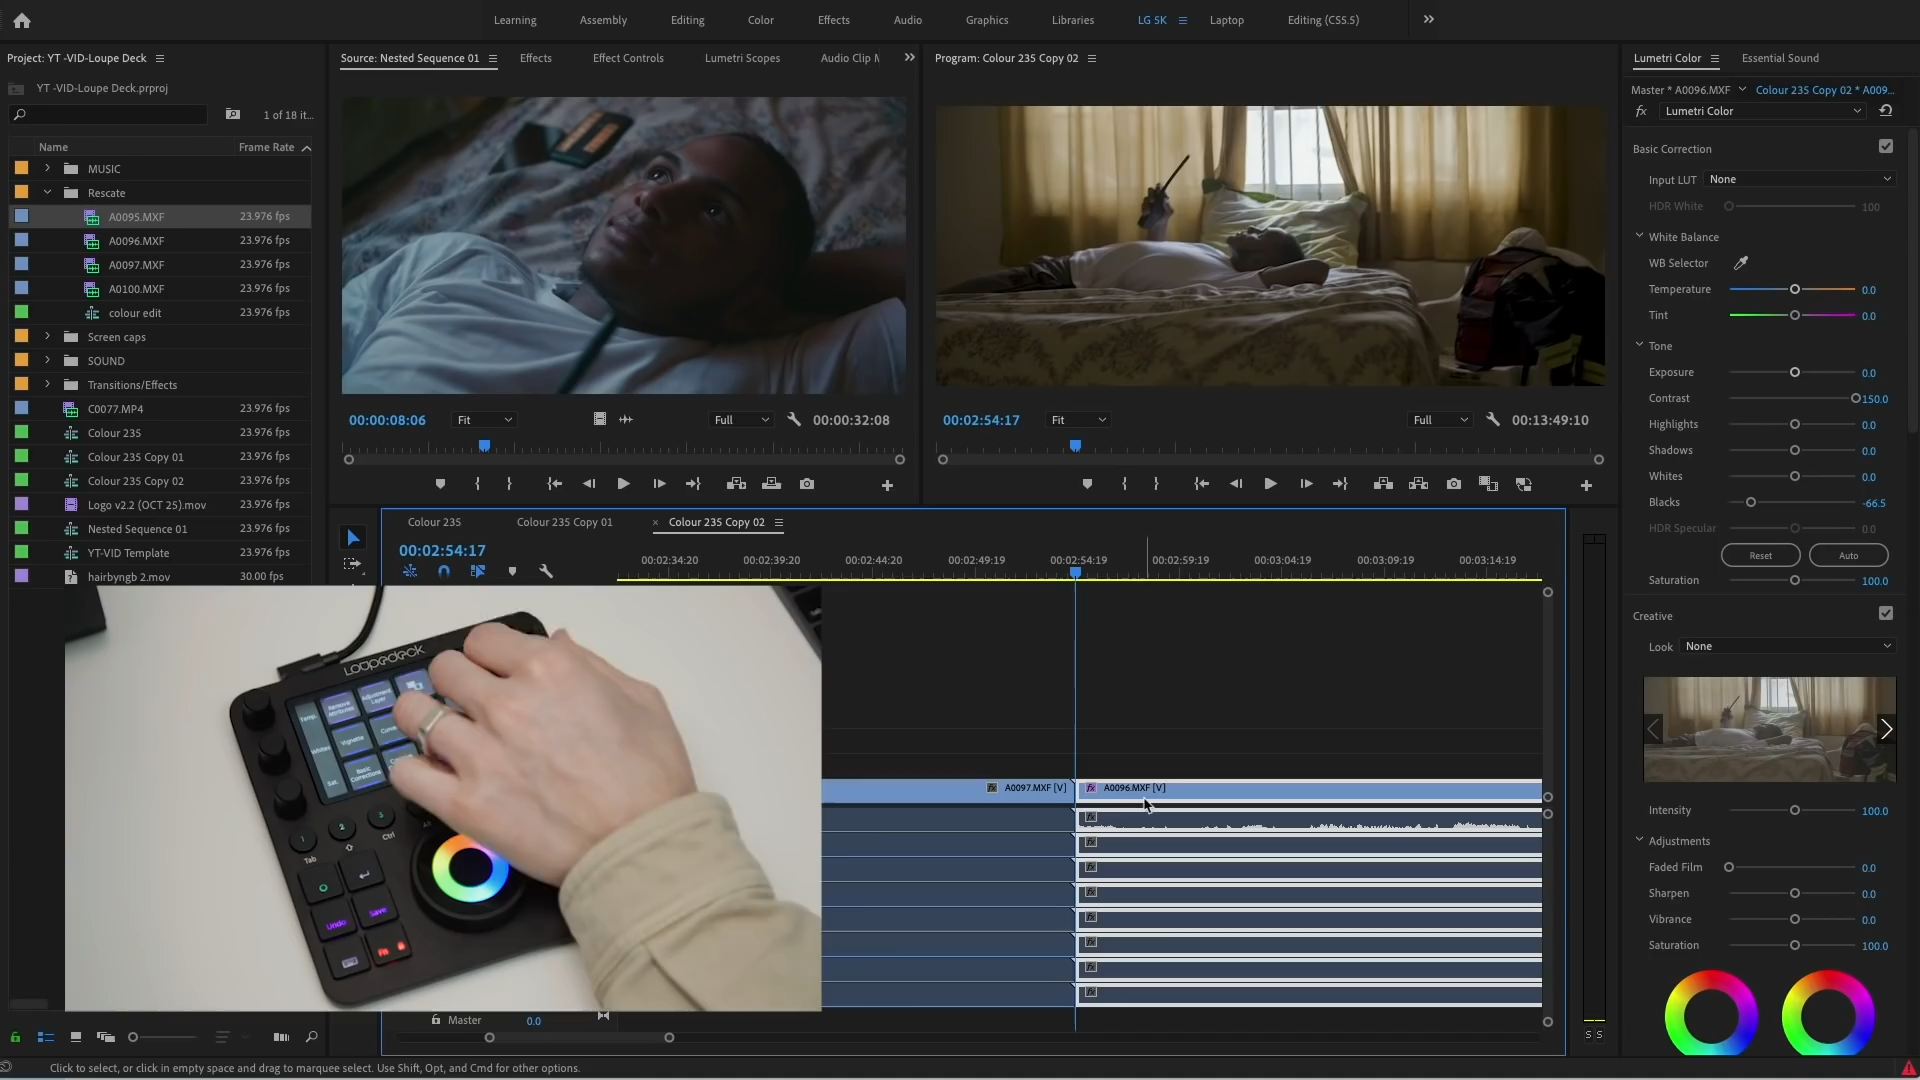 Learning
Assembly
Editing
Color
Effects
Audio
Graphics
Libraries
LG 5K
Laptop
Editing (CS5.5)
Project: YT -VID-Loupe Deck
YT -VID-Loupe Deck.prproj
1 of 18 it...
Name
Frame Rate
MUSIC
Rescate
A0095.MXF 23.976 fps
A0096.MXF 23.976 fps
A0097.MXF 23.976 fps
A0100.MXF 23.976 fps
colour edit 23.976 fps
Screen caps
SOUND
Transitions/Effects
C0077.MP4 23.976 fps
Colour 235 23.976 fps
Colour 235 Copy 01 23.976 fps
Colour 235 Copy 02 23.976 fps
Logo v2.2 (OCT 25).mov 23.976 fps
Nested Sequence 01 23.976 fps
YT-VID Template 23.976 fps
hairbyngb 2.mov 30.00 fps
Source: Nested Sequence 01
Effects
Effect Controls
Lumetri Scopes
Audio Clip M
00:00:08:06
Fit
Full
00:00:32:08
Program: Colour 235 Copy 02
00:02:54:17
Fit
Full
00:13:49:10
Colour 235
Colour 235 Copy 01
Colour 235 Copy 02
00:02:54:17
00:02:34:20
00:02:39:20
00:02:44:20
00:02:49:19
00:02:54:19
00:02:59:19
00:03:04:19
00:03:09:19
00:03:14:19
fx A0097.MXF [V]
fx A0096.MXF [V]
Master 0.0
S S
Lumetri Color
Essential Sound
Master * A0096.MXF
Colour 235 Copy 02 * A009...
fx Lumetri Color
Basic Correction
Input LUT None
HDR White 100
White Balance
WB Selector
Temperature 0.0
Tint 0.0
Tone
Exposure 0.0
Contrast 150.0
Highlights 0.0
Shadows 0.0
Whites 0.0
Blacks -66.5
HDR Specular 0.0
Reset
Auto
Saturation 100.0
Creative
Look None
Intensity 100.0
Adjustments
Faded Film 0.0
Sharpen 0.0
Vibrance 0.0
Saturation 100.0
Loupedeck
Temp.
Remove Attributes
Adjustment Layer
Whites
Vignette
Sat.
Basic Corrections
1
2
3
Tab
Ctrl
Undo
Save
Fn
Click to select, or click in empty space and drag to marquee select. Use Shift, Opt, and Cmd for other options.